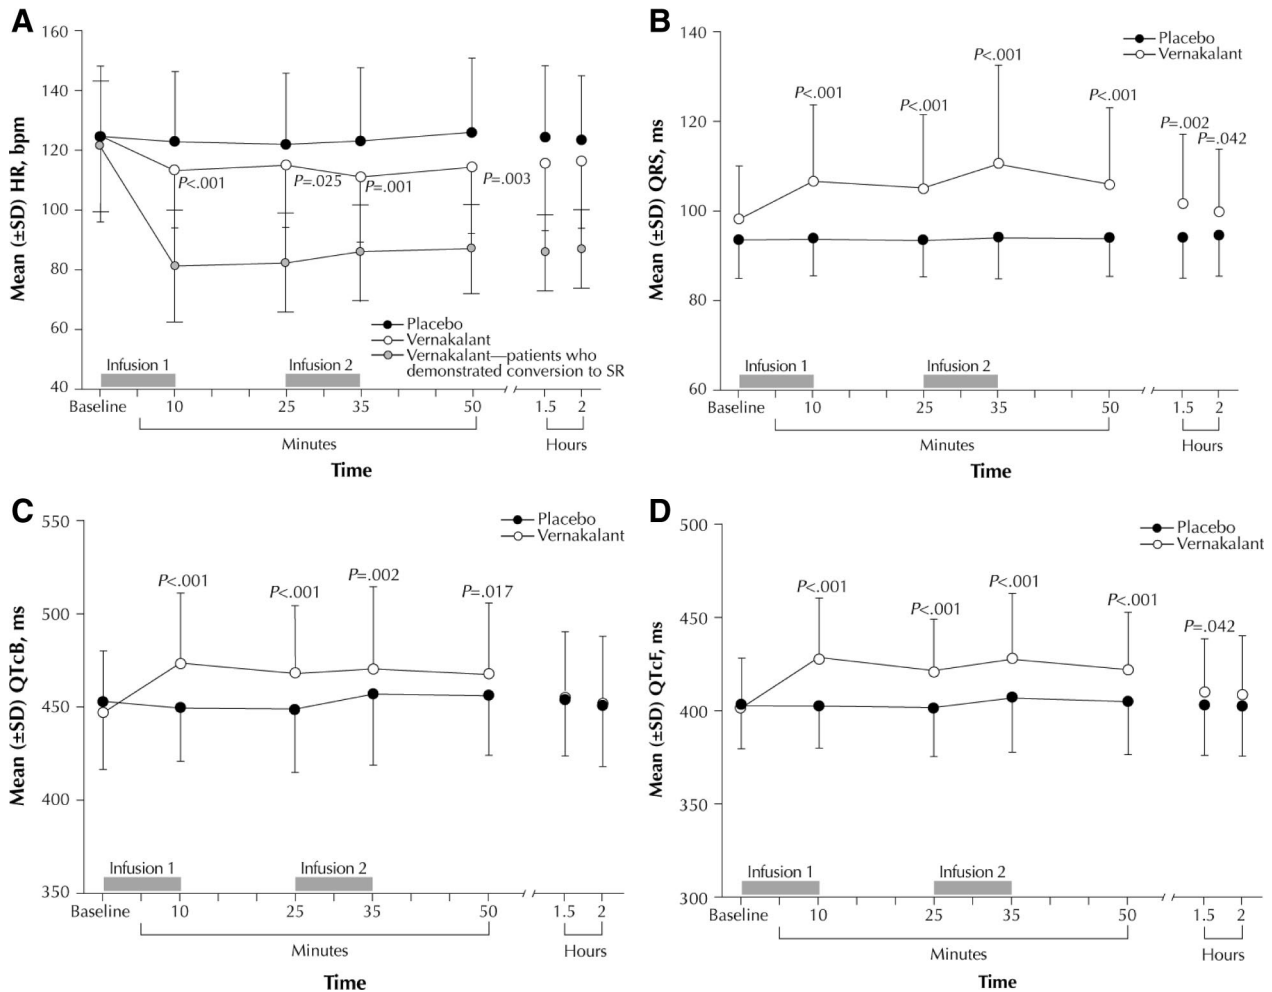 A
Mean (±SD) HR, bpm
160
140
120
100
80
60
40
P<.001
P=.025
P=.001
P=.003
Placebo
Vernakalant
Vernakalant—patients who
demonstrated conversion to SR
Infusion 1
Infusion 2
Baseline 10 25 35 50 1.5 2
Minutes Hours
Time
B
Mean (±SD) QRS, ms
140
120
100
80
60
Placebo
Vernakalant
P<.001
P<.001
P<.001
P<.001
P=.002
P=.042
Infusion 1
Infusion 2
Baseline 10 25 35 50 1.5 2
Minutes Hours
Time
C
Mean (±SD) QTcB, ms
550
500
450
400
350
Placebo
Vernakalant
P<.001
P<.001
P=.002
P=.017
Infusion 1
Infusion 2
Baseline 10 25 35 50 1.5 2
Minutes Hours
Time
D
Mean (±SD) QTcF, ms
500
450
400
350
300
Placebo
Vernakalant
P<.001
P<.001
P<.001
P<.001
P=.042
Infusion 1
Infusion 2
Baseline 10 25 35 50 1.5 2
Minutes Hours
Time